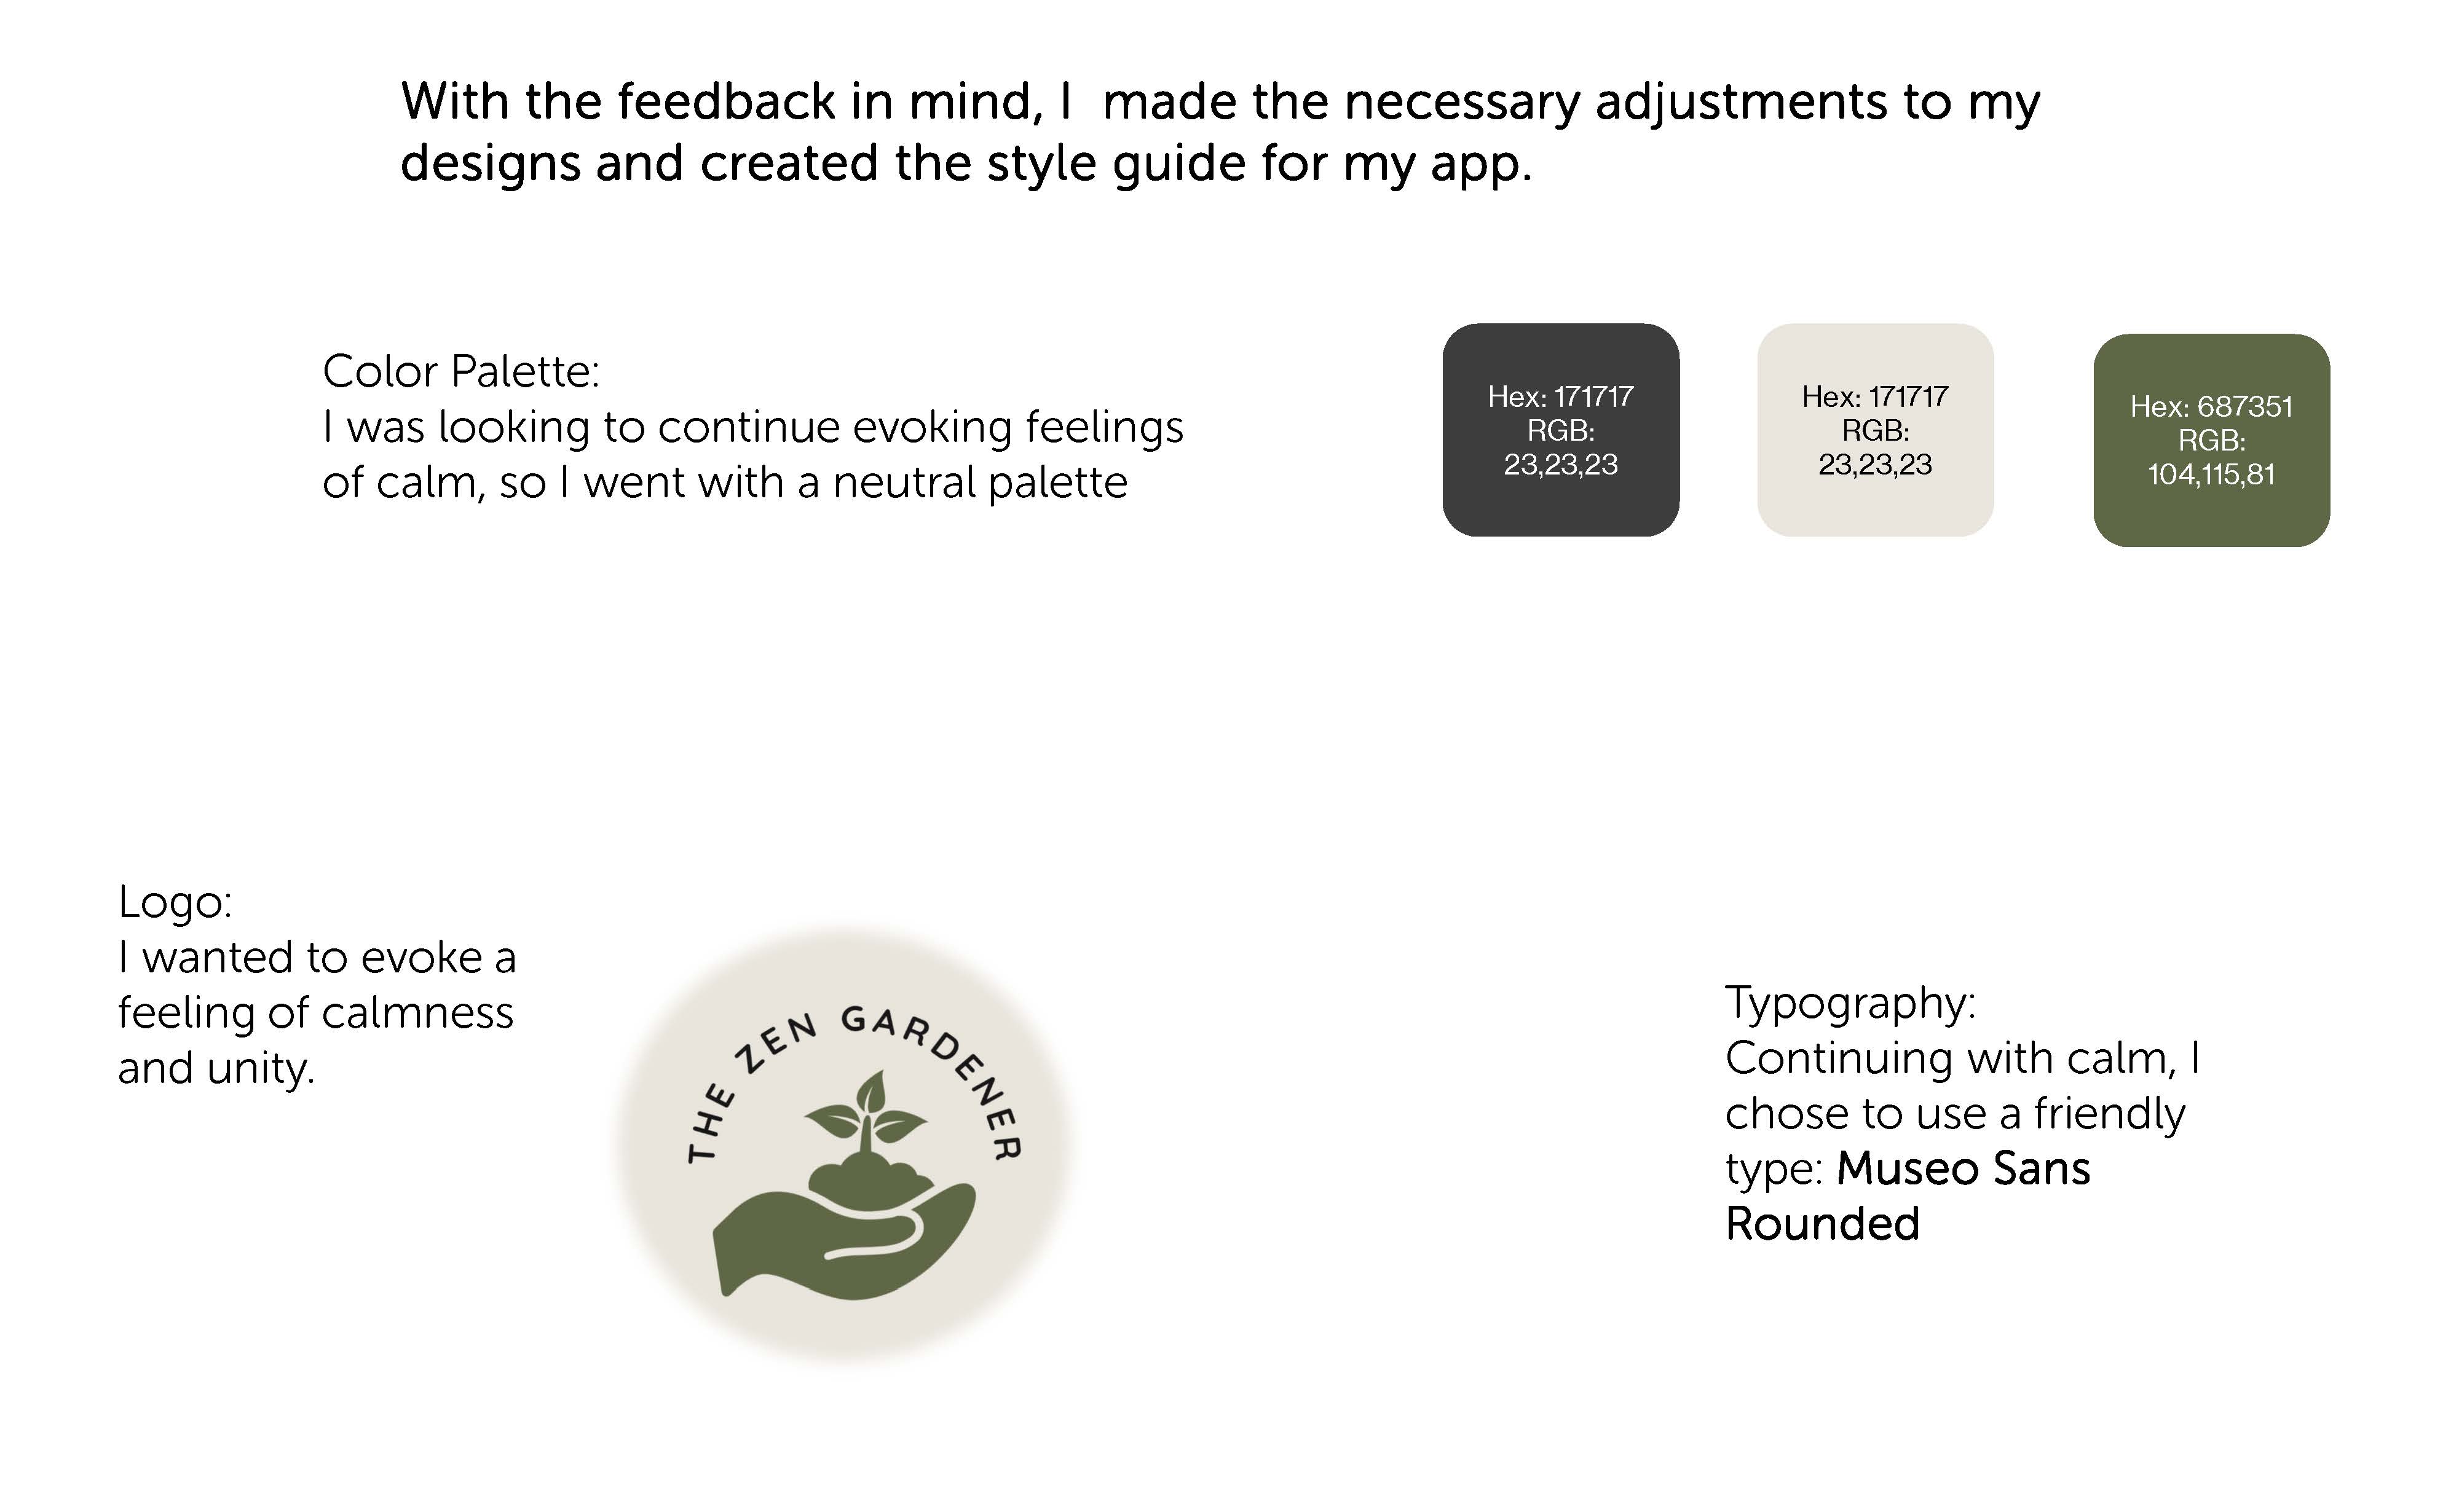 With the feedback in mind, I  made the necessary adjustments to my
designs and created the style guide for my app.
Color Palette:
I was looking to continue evoking feelings
of calm, so I went with a neutral palette
Hex: 171717
RGB:
23,23,23
Hex: 171717
RGB:
23,23,23
Hex: 687351
RGB:
104,115,81
Logo:
I wanted to evoke a
feeling of calmness
and unity.
THE ZEN GARDENER
Typography:
Continuing with calm, I
chose to use a friendly
type: Museo Sans
Rounded